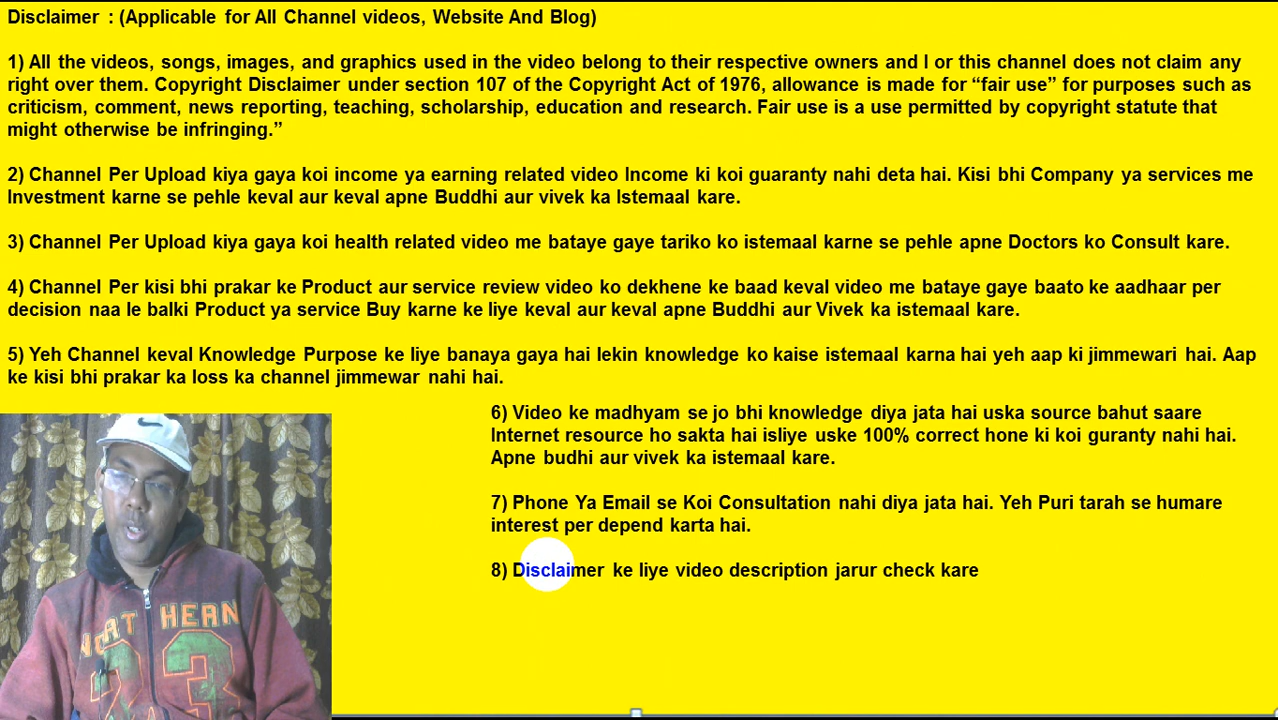 Disclaimer : (Applicable for All Channel videos, Website And Blog)
1) All the videos, songs, images, and graphics used in the video belong to their respective owners and I or this channel does not claim any
right over them. Copyright Disclaimer under section 107 of the Copyright Act of 1976, allowance is made for “fair use” for purposes such as
criticism, comment, news reporting, teaching, scholarship, education and research. Fair use is a use permitted by copyright statute that
might otherwise be infringing.”
2) Channel Per Upload kiya gaya koi income ya earning related video Income ki koi guaranty nahi deta hai. Kisi bhi Company ya services me
Investment karne se pehle keval aur keval apne Buddhi aur vivek ka Istemaal kare.
3) Channel Per Upload kiya gaya koi health related video me bataye gaye tariko ko istemaal karne se pehle apne Doctors ko Consult kare.
4) Channel Per kisi bhi prakar ke Product aur service review video ko dekhene ke baad keval video me bataye gaye baato ke aadhaar per
decision naa le balki Product ya service Buy karne ke liye keval aur keval apne Buddhi aur Vivek ka istemaal kare.
5) Yeh Channel keval Knowledge Purpose ke liye banaya gaya hai lekin knowledge ko kaise istemaal karna hai yeh aap ki jimmewari hai. Aap
ke kisi bhi prakar ka loss ka channel jimmewar nahi hai.
6) Video ke madhyam se jo bhi knowledge diya jata hai uska source bahut saare
Internet resource ho sakta hai isliye uske 100% correct hone ki koi guranty nahi hai.
Apne budhi aur vivek ka istemaal kare.
7) Phone Ya Email se Koi Consultation nahi diya jata hai. Yeh Puri tarah se humare
interest per depend karta hai.
8) Disclaimer ke liye video description jarur check kare
HERN
23